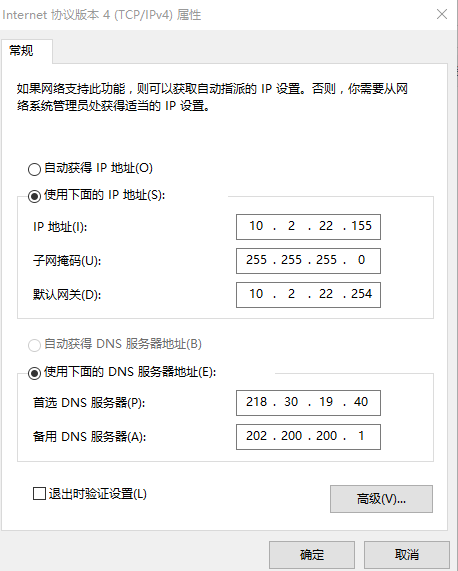 Internet 协议版本 4 (TCP/IPv4) 属性
常规
如果网络支持此功能，则可以获取自动指派的 IP 设置。否则，你需要从网
络系统管理员处获得适当的 IP 设置。
自动获得 IP 地址(O)
使用下面的 IP 地址(S):
IP 地址(I): 10 . 2 . 22 . 155
子网掩码(U): 255 . 255 . 255 . 0
默认网关(D): 10 . 2 . 22 . 254
自动获得 DNS 服务器地址(B)
使用下面的 DNS 服务器地址(E):
首选 DNS 服务器(P): 218 . 30 . 19 . 40
备用 DNS 服务器(A): 202 . 200 . 200 . 1
退出时验证设置(L)
高级(V)...
确定 取消